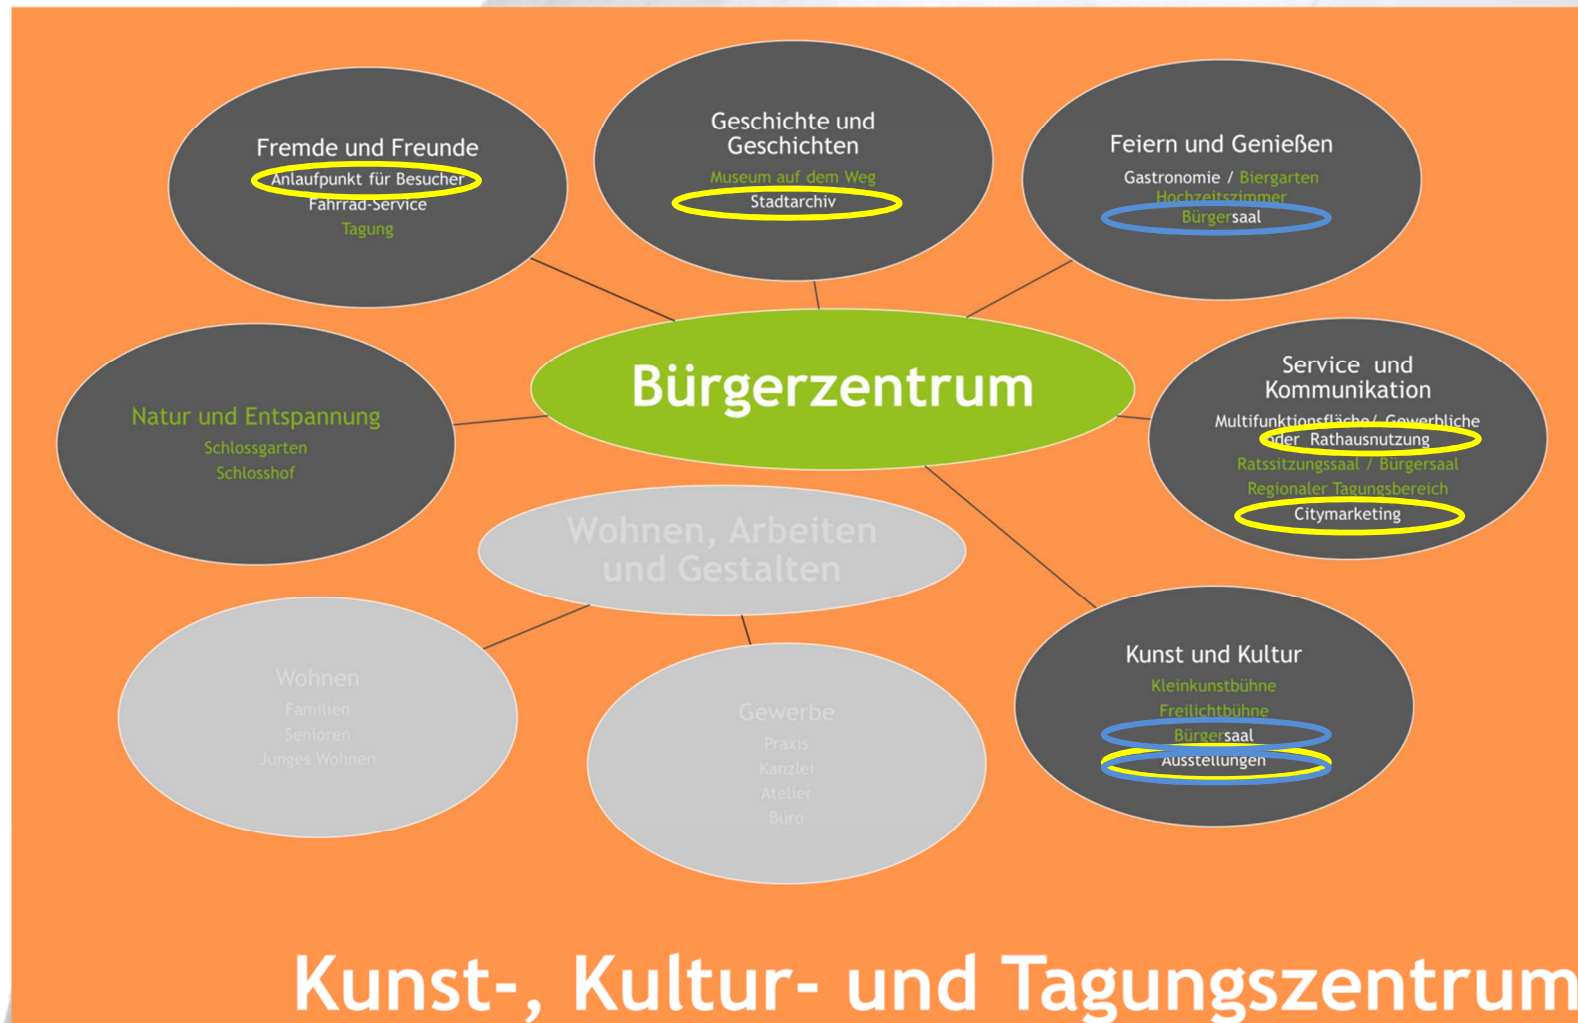 Fremde und Freunde
Anlaufpunkt für Besucher
Fahrrad-Service
Tagung
Geschichte und
Geschichten
Museum auf dem Weg
Stadtarchiv
Feiern und Genießen
Gastronomie / Biergarten
Hochzeitszimmer
Bürgersaal
Bürgerzentrum
Service und
Kommunikation
Multifunktionsfläche/ Gewerbliche
oder Rathausnutzung
Ratssitzungssaal / Bürgersaal
Regionaler Tagungsbereich
Citymarketing
Natur und Entspannung
Schlossgarten
Schlosshof
Wohnen, Arbeiten
und Gestalten
Kunst und Kultur
Kleinkunstbühne
Freilichtbühne
Bürgersaal
Ausstellungen
Wohnen
Familien
Senioren
Junges Wohnen
Gewerbe
Praxis
Kanzlei
Atelier
Büro
Kunst-, Kultur- und Tagungszentrum